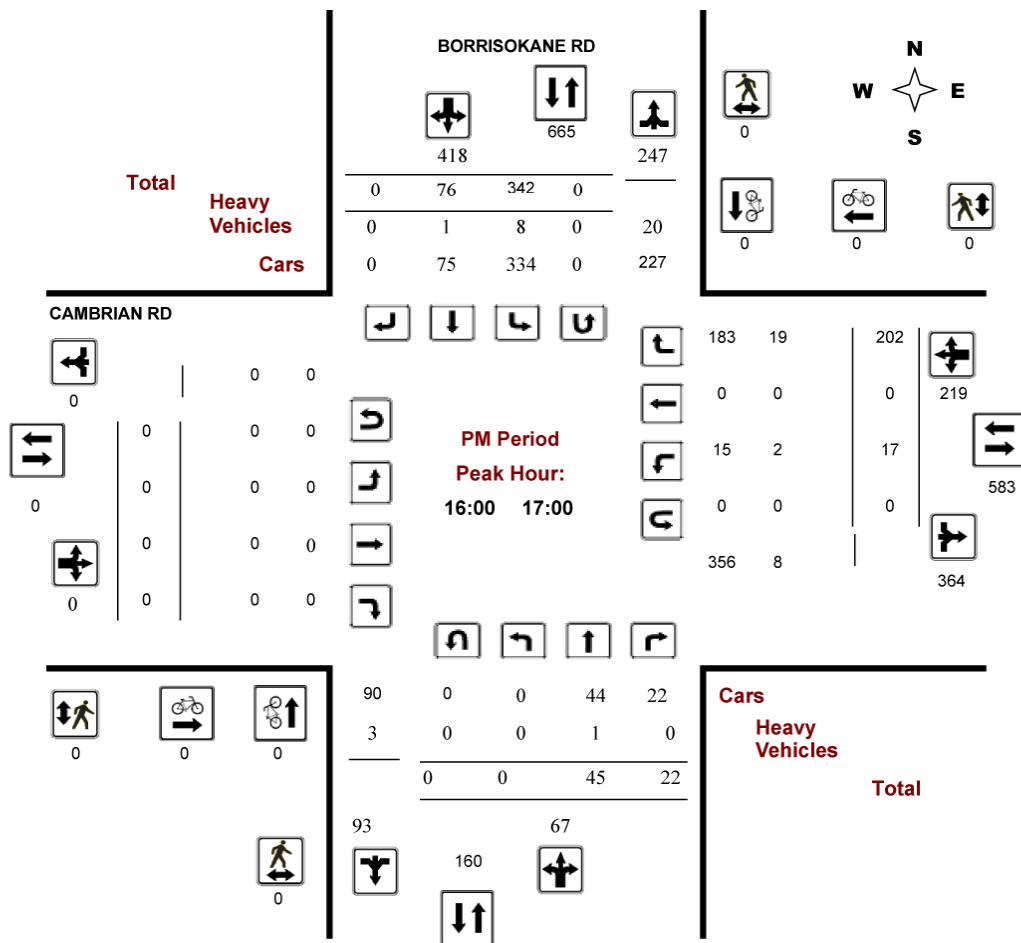 BORRISOKANE RD
N
W E
S
665
0
418 247
Total 0 76 342 0
Heavy
Vehicles 0 1 8 0 20
Cars 0 75 334 0 227
0 0 0
CAMBRIAN RD
183 19 202
0 0 0
219
0 0 0
0
0 0 0
15 2 17
PM Period
Peak Hour:
16:00 17:00
0 0 0
583
0
0 0 0
0 0 0
356 8
364
0 0 0
0
90 0 0 44 22 Cars
3 0 0 1 0 Heavy
Vehicles
0 0 0
0 0 45 22 Total
93 67
160
0